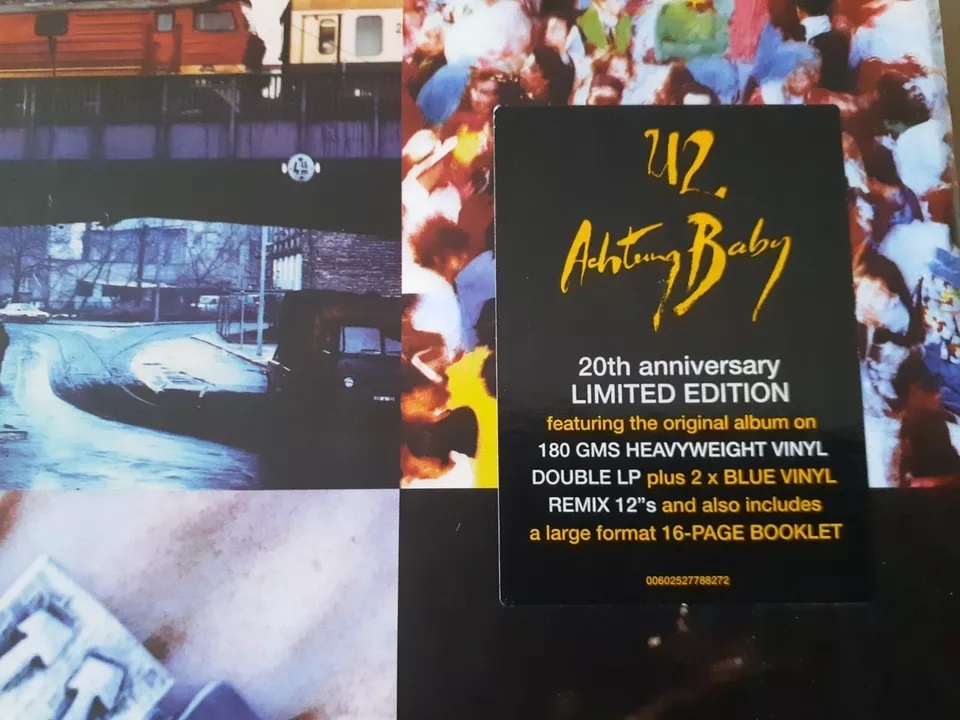 U2
Achtung Baby
20th anniversary
LIMITED EDITION
featuring the original album on
180 GMS HEAVYWEIGHT VINYL
DOUBLE LP plus 2 x BLUE VINYL
REMIX 12"s and also includes
a large format 16-PAGE BOOKLET
00602527788272